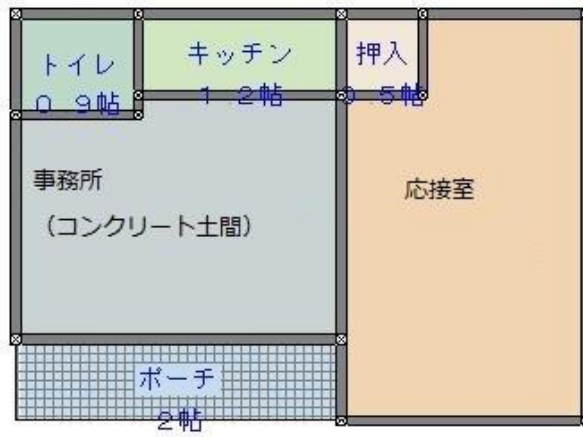 トイレ
0.9帖
キッチン
1.2帖
押入
0.5帖
事務所
（コンクリート土間）
応接室
ポーチ
2帖